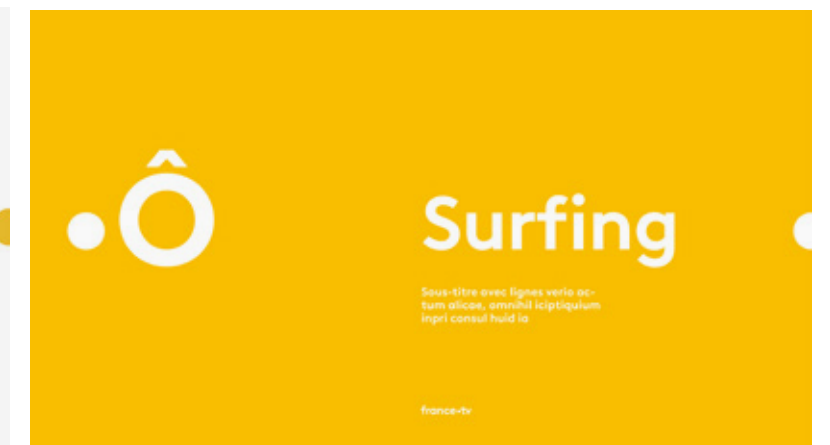 •Ô
Surfing
Sous-titre avec lignes verio ac-
tum alicae, omnihil iciptiquium
inpri consul huid ia
france•tv